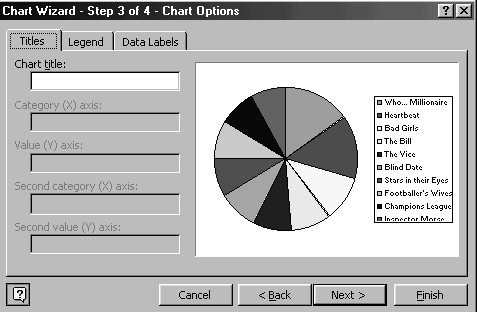 Chart Wizard - Step 3 of 4 - Chart Options
Titles
Legend
Data Labels
Chart title:
Category (X) axis:
Value (Y) axis:
Second category (X) axis:
Second value (Y) axis:
Who... Millionaire
Heartbeat
Bad Girls
The Bill
The Vice
Blind Date
Stars in their Eyes
Footballer's Wives
Champions League
Inspector Morse
Cancel
< Back
Next >
Finish